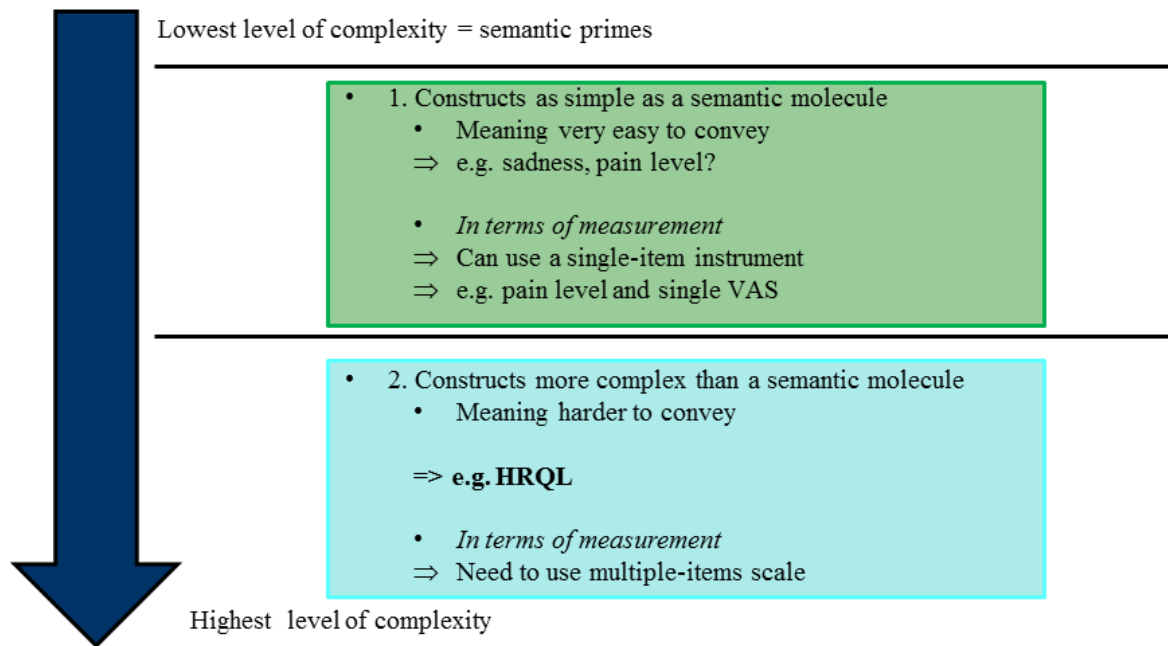 Lowest level of complexity = semantic primes
• 1. Constructs as simple as a semantic molecule
• Meaning very easy to convey
⇒ e.g. sadness, pain level?
• In terms of measurement
⇒ Can use a single-item instrument
⇒ e.g. pain level and single VAS
• 2. Constructs more complex than a semantic molecule
• Meaning harder to convey
=> e.g. HRQL
• In terms of measurement
⇒ Need to use multiple-items scale
Highest level of complexity